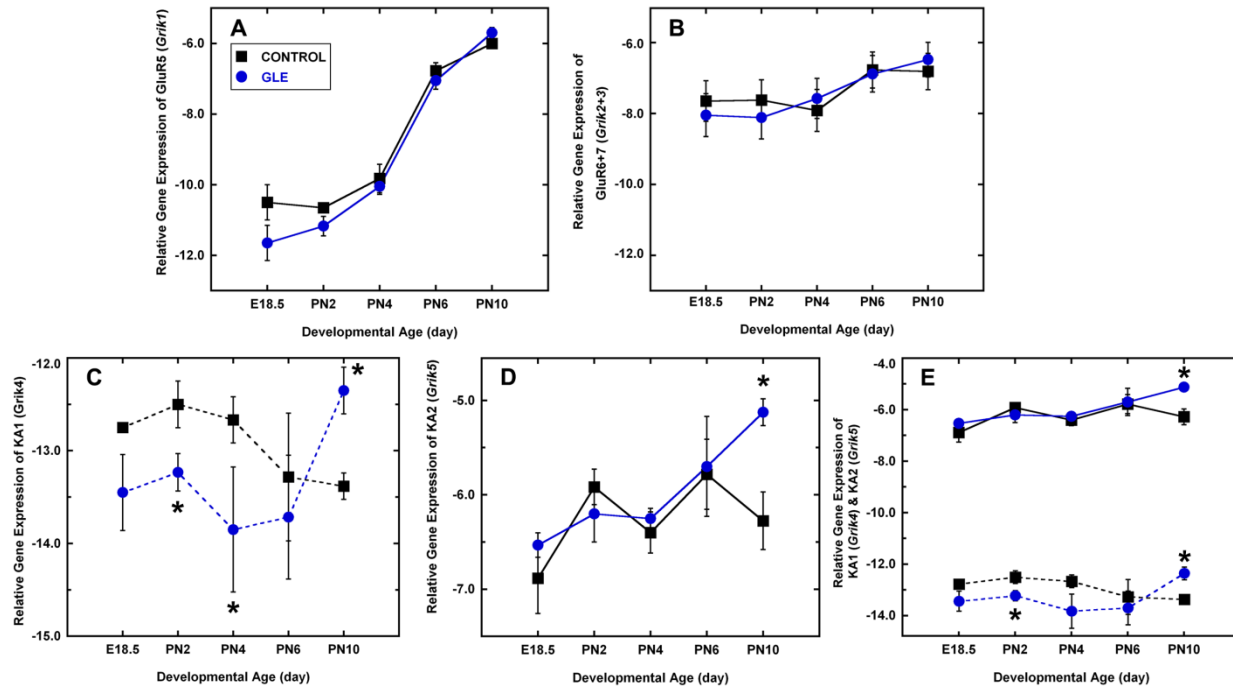 A
CONTROL
GLE
Relative Gene Expression of GluR5 (Grik1)
-6.0
-8.0
-10.0
-12.0
E18.5 PN2 PN4 PN6 PN10
Developmental Age (day)
B
Relative Gene Expression of
GluR6+7 (Grik2+3)
-6.0
-8.0
-10.0
-12.0
E18.5 PN2 PN4 PN6 PN10
Developmental Age (day)
C
Relative Gene Expression of KA1 (Grik4)
-12.0
-13.0
-14.0
-15.0
*
*
*
E18.5 PN2 PN4 PN6 PN10
Developmental Age (day)
D
Relative Gene Expression of KA2 (Grik5)
-5.0
-6.0
-7.0
*
E18.5 PN2 PN4 PN6 PN10
Developmental Age (day)
E
Relative Gene Expression of
KA1 (Grik4) & KA2 (Grik5)
-4.0
-6.0
-8.0
-10.0
-12.0
-14.0
*
*
*
E18.5 PN2 PN4 PN6 PN10
Developmental Age (day)